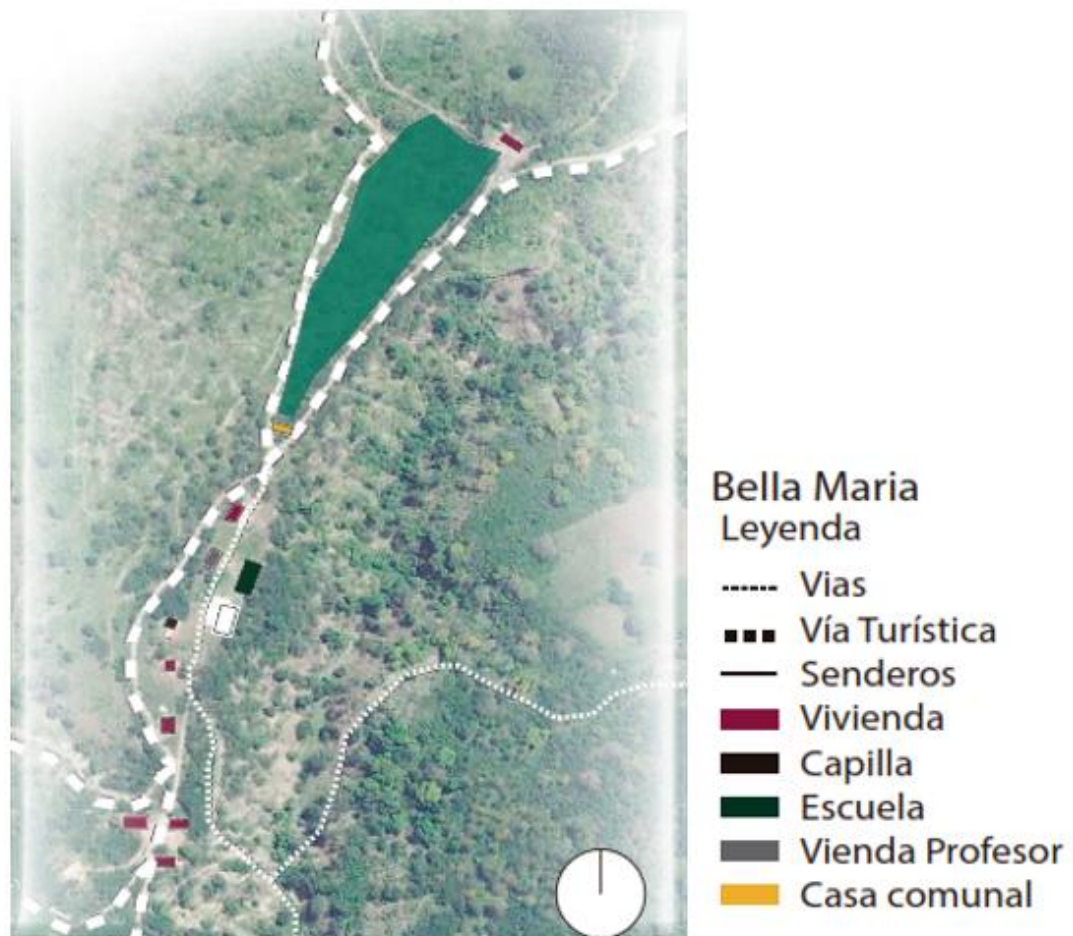 Bella Maria
Leyenda
Vias
Vía Turística
Senderos
Vivienda
Capilla
Escuela
Vienda Profesor
Casa comunal